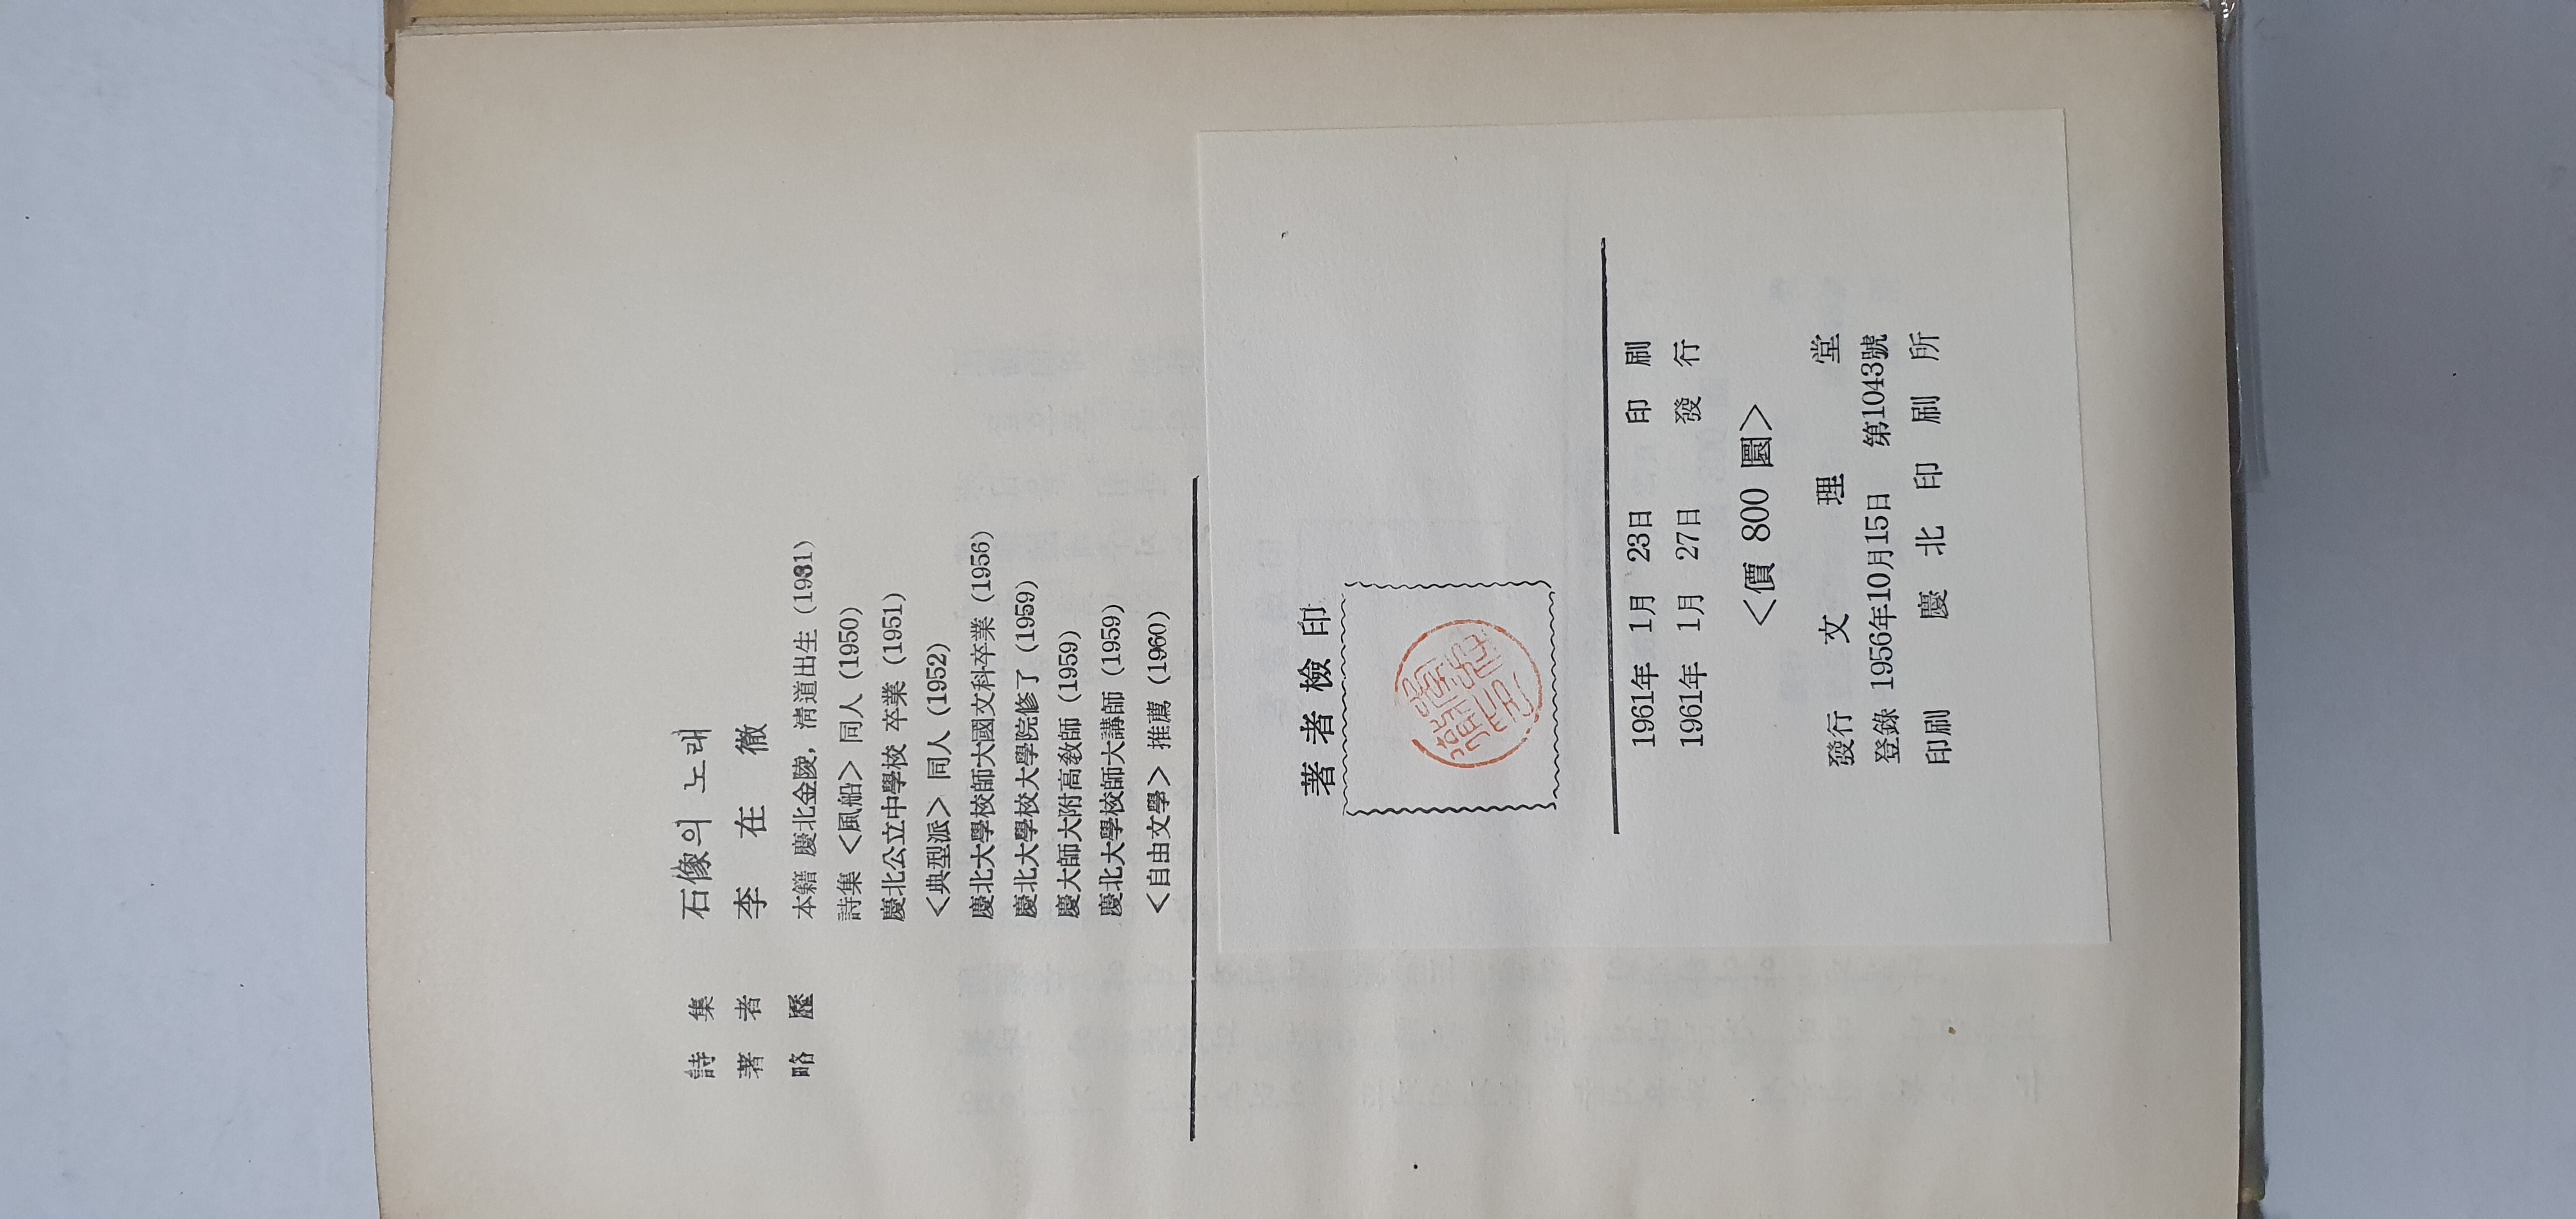 詩集 石像의 노래
著者 李在徹
略歷 本籍 慶北金陵, 清道出生 (1931)
詩集 <風船> 同人 (1950)
慶北公立中學校 卒業 (1951)
<典型派> 同人 (1952)
慶北大學校師大國文科卒業 (1956)
慶北大學校大學院修了 (1959)
慶大師大附高敎師 (1959)
慶北大學校師大講師 (1959)
<自由文學> 推薦 (1960)
著者檢印
1961年 1月 23日 印刷
1961年 1月 27日 發行
<價 800 圜>
發行 文理堂
登錄 1956年10月15日 第1043號
印刷 慶北印刷所